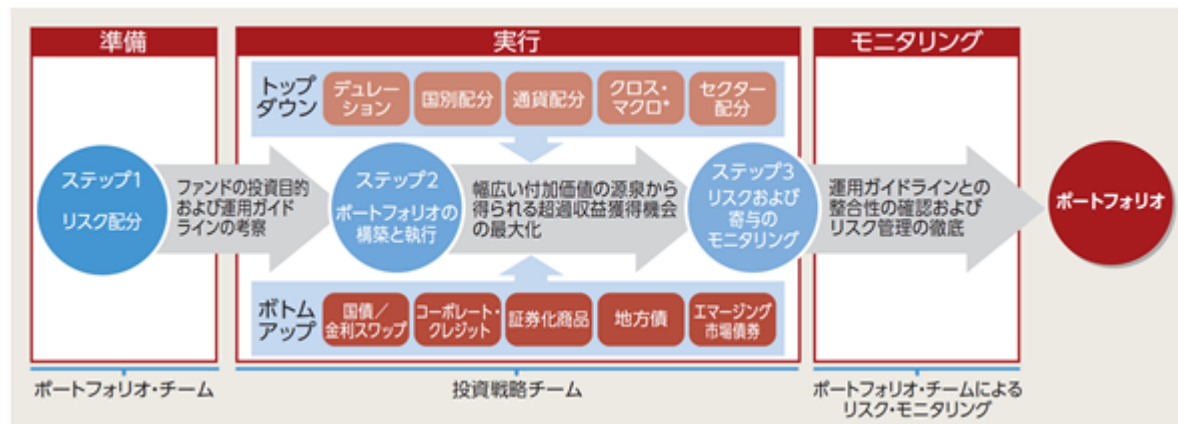 準備
実行
モニタリング
トップ
ダウン
デュレー
ション
国別配分
通貨配分
クロス・
マクロ*
セクター
配分
ステップ1
リスク配分
ファンドの投資目的
および運用ガイド
ラインの考察
ステップ2
ポートフォリオの
構築と執行
幅広い付加価値の源泉から
得られる超過収益獲得機会
の最大化
ステップ3
リスクおよび
寄与の
モニタリング
運用ガイドラインとの
整合性の確認および
リスク管理の徹底
ポートフォリオ
ボトム
アップ
国債／
金利スワップ
コーポレート・
クレジット
証券化商品
地方債
エマージング
市場債券
ポートフォリオ・チーム
投資戦略チーム
ポートフォリオ・チームによる
リスク・モニタリング